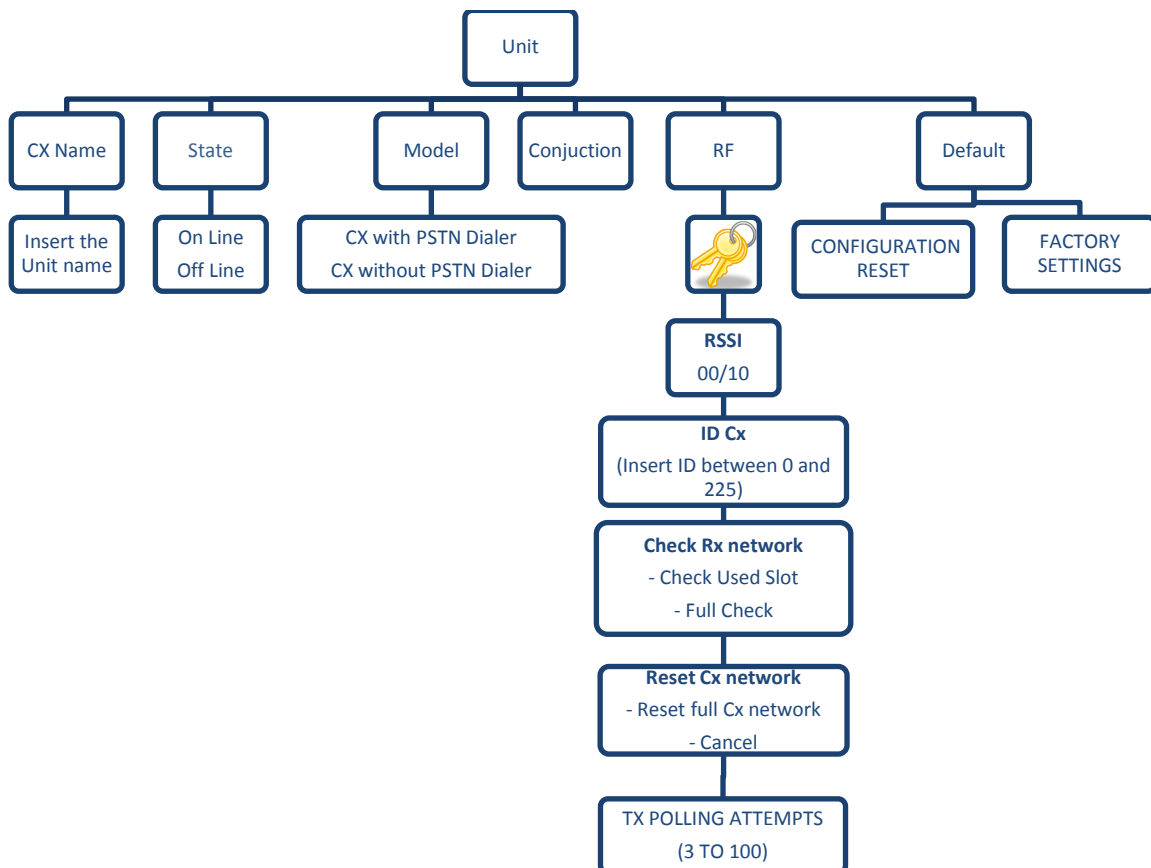 Unit
CX Name
State
Model
Conjuction
RF
Default
Insert the
Unit name
On Line
Off Line
CX with PSTN Dialer
CX without PSTN Dialer
CONFIGURATION
RESET
FACTORY
SETTINGS
RSSI
00/10
ID Cx
(Insert ID between 0 and
225)
Check Rx network
- Check Used Slot
- Full Check
Reset Cx network
- Reset full Cx network
- Cancel
TX POLLING ATTEMPTS
(3 TO 100)